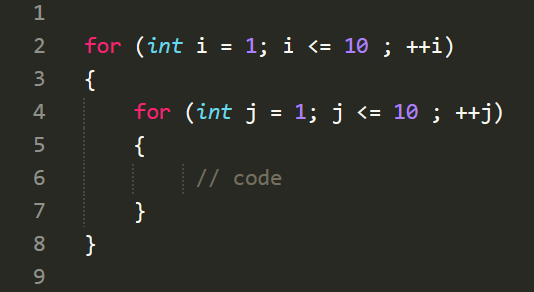 1
2 for (int i = 1; i <= 10 ; ++i)
3 {
4 for (int j = 1; j <= 10 ; ++j)
5 {
6 // code
7 }
8 }
9